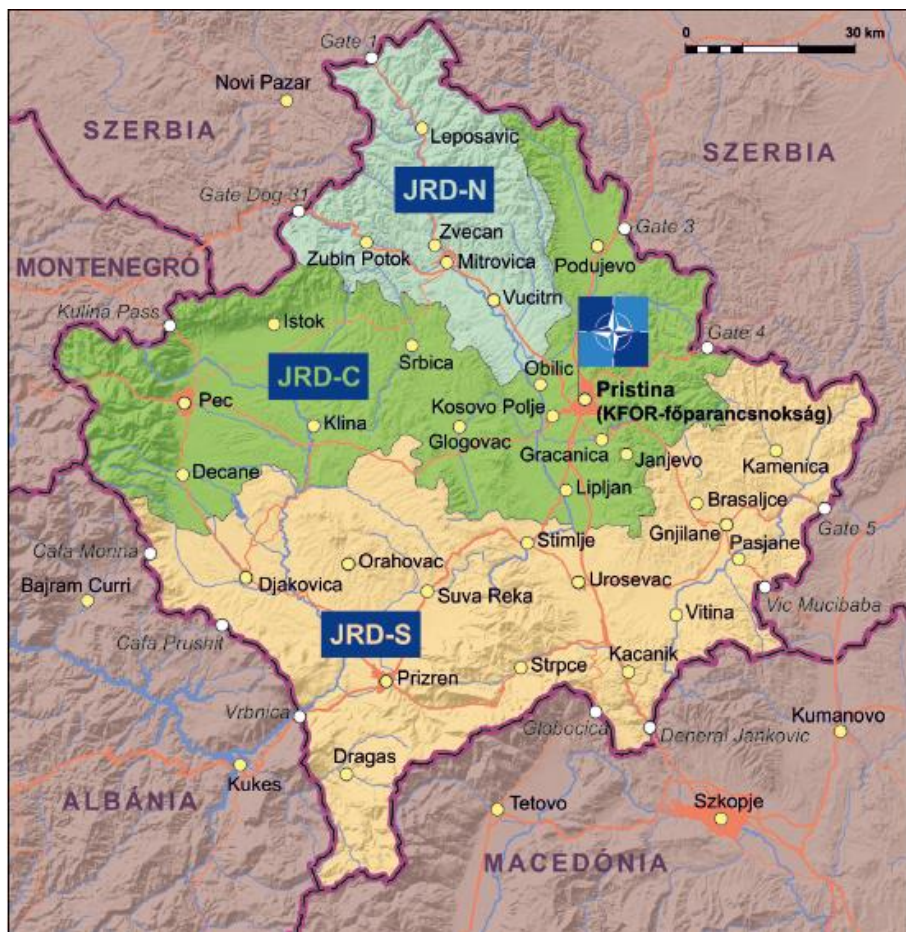 0 30 km
Gate 1
Novi Pazar
SZERBIA
Leposavic
SZERBIA
JRD-N
Gate Dog 31
Gate 3
Zvecan
Zubin Potok
Mitrovica
Podujevo
MONTENEGRÓ
Vucitrn
Kulina Pass
Istok
Gate 4
Srbica
JRD-C
Obilic
Pec
Pristina
(KFOR-főparancsnokság)
Kosovo Polje
Klina
Glogovac
Gracanica
Janjevo
Kamenica
Decane
Lipljan
Brasaljce
Gate 5
Gnjilane
Stimlje
Pasjane
Cafa Morina
Orahovac
Bajram Curri
Djakovica
Suva Reka
Urosevac
Vic Mucibaba
Vitina
Cafa Prushit
JRD-S
Strpce
Kacanik
Prizren
Vrbnica
Globocica
General Jankovic
Kumanovo
Dragas
Kukes
ALBÁNIA
Tetovo
Szkopje
MACEDÓNIA